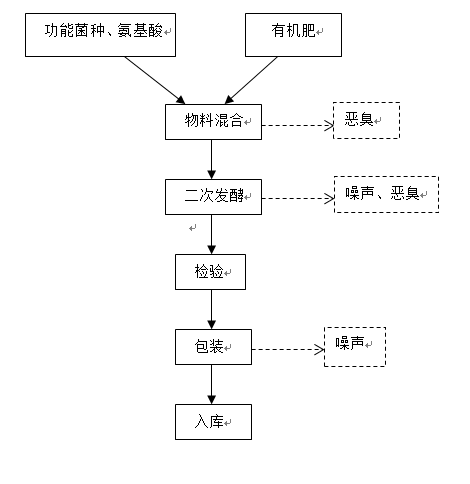 功能菌种、氨基酸
有机肥
物料混合
恶臭
二次发酵
噪声、恶臭
检验
包装
噪声
入库